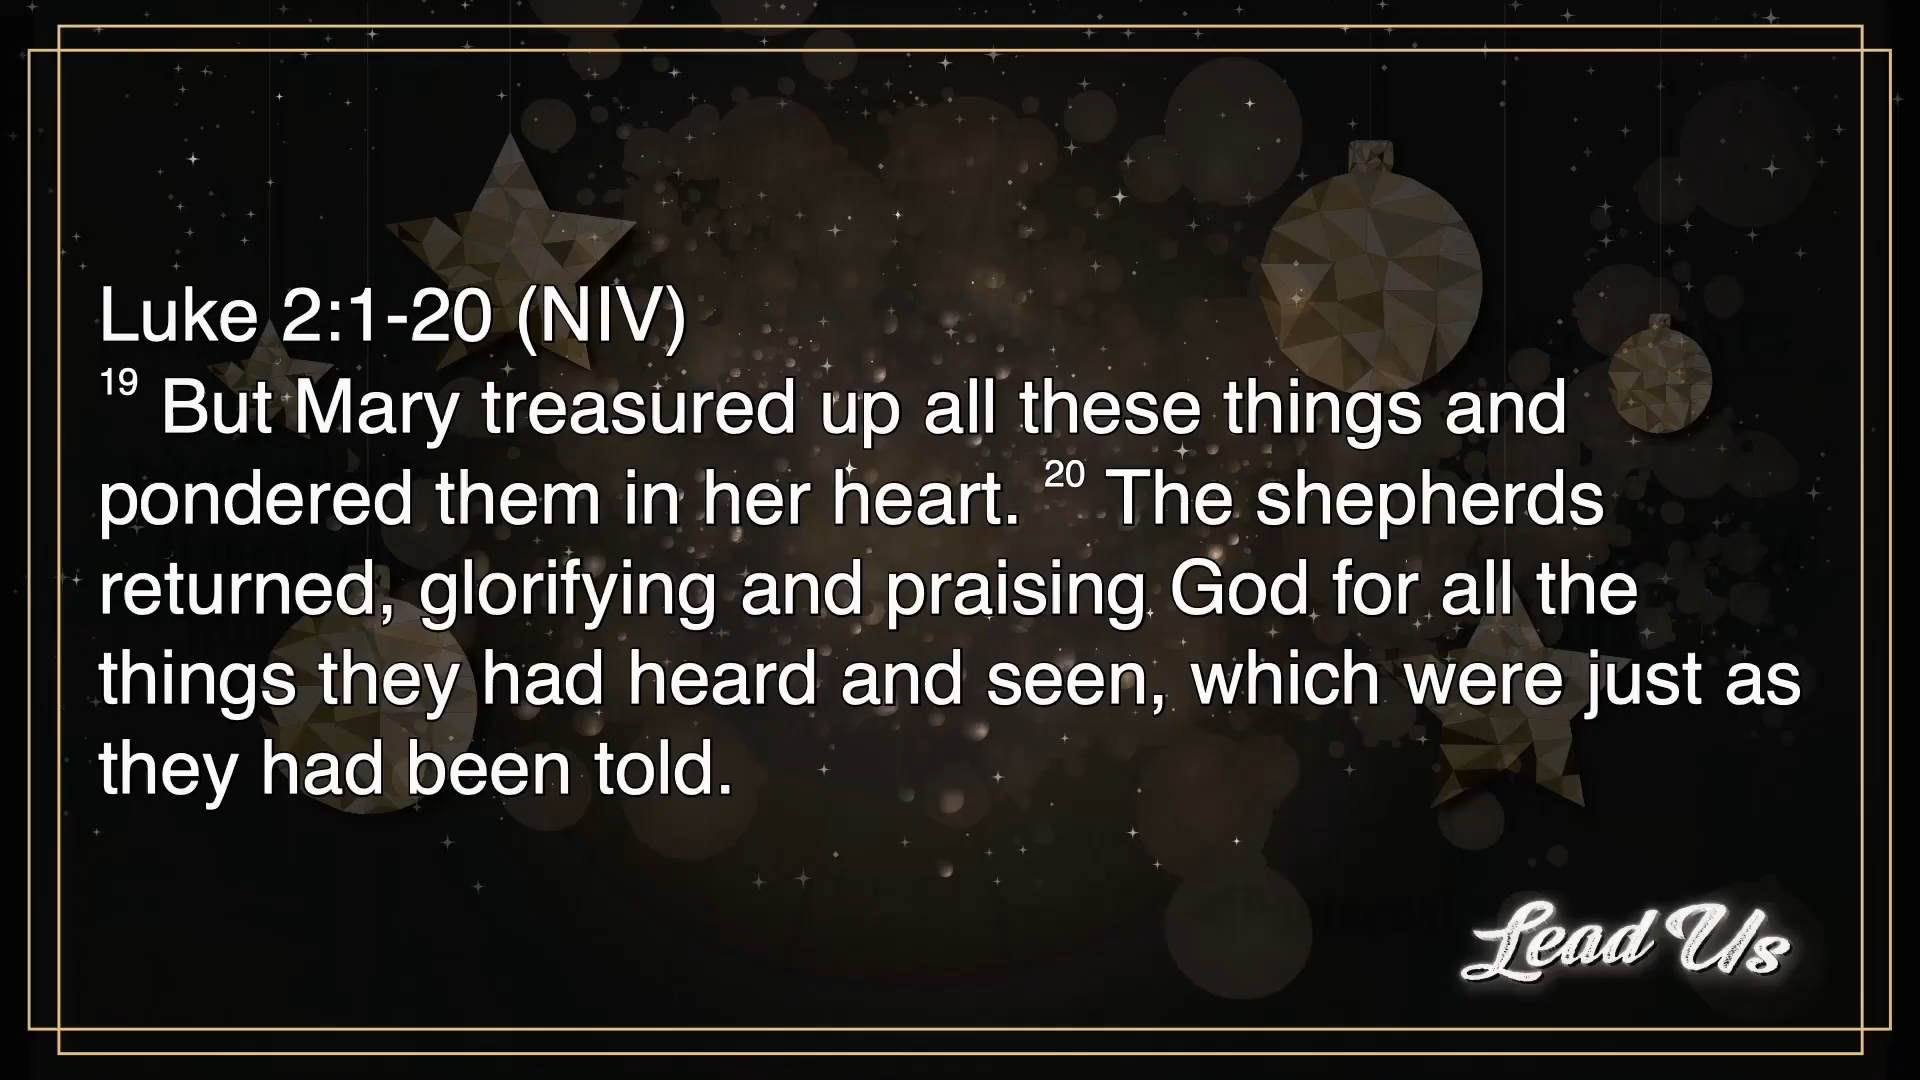 Luke 2:1-20 (NIV)
19 But Mary treasured up all these things and
pondered them in her heart. 20 The shepherds
returned, glorifying and praising God for all the
things they had heard and seen, which were just as
they had been told.
Lead Us